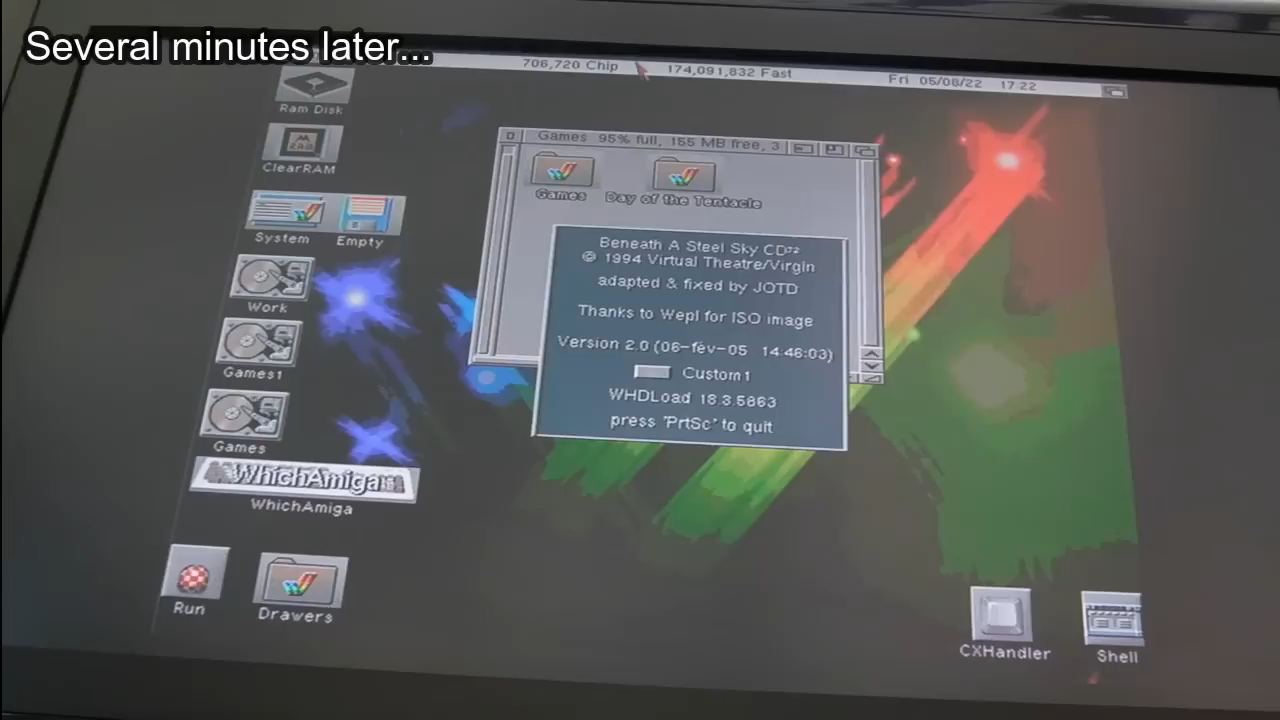 Several minutes later...
706,720 Chip 174,091,832 Fast Fri 05/08/22 17:22
Ram Disk
ClearRAM
System Empty
Work
Games1
Games
WhichAmiga
WhichAmiga
Run
Drawers
Games 95% full, 155 MB free, 3
Games Day of the Tentacle
Beneath A Steel Sky CD³²
© 1994 Virtual Theatre/Virgin
adapted & fixed by JOTD
Thanks to Wepl for ISO image
Version 2.0 (06-fév-05 14:46:03)
Custom1
WHDLoad 18.3.5863
press 'PrtSc' to quit
CXHandler
Shell